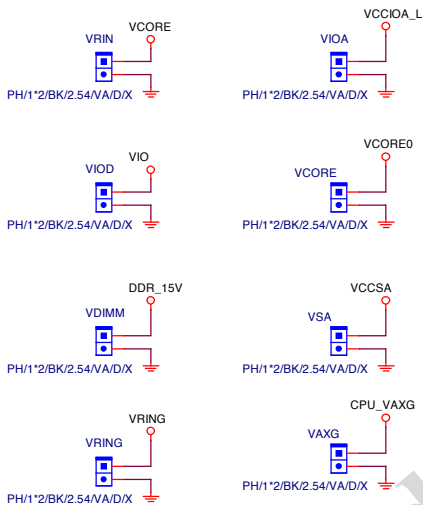 VCORE
VRIN
PH/1*2/BK/2.54/VA/D/X
VCCIOA_L
VIOA
PH/1*2/BK/2.54/VA/D/X
VIO
VIOD
PH/1*2/BK/2.54/VA/D/X
VCORE0
VCORE
PH/1*2/BK/2.54/VA/D/X
DDR_15V
VDIMM
PH/1*2/BK/2.54/VA/D/X
VCCSA
VSA
PH/1*2/BK/2.54/VA/D/X
VRING
VRING
PH/1*2/BK/2.54/VA/D/X
CPU_VAXG
VAXG
PH/1*2/BK/2.54/VA/D/X